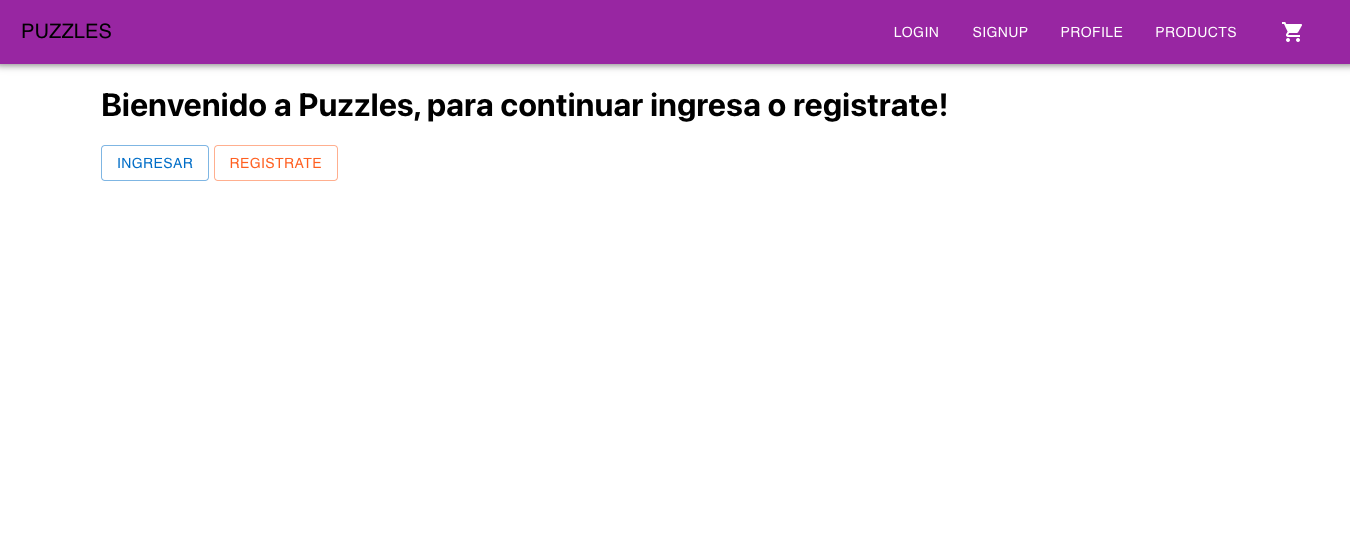 PUZZLES LOGIN SIGNUP PROFILE PRODUCTS
Bienvenido a Puzzles, para continuar ingresa o registrate!
INGRESAR REGISTRATE